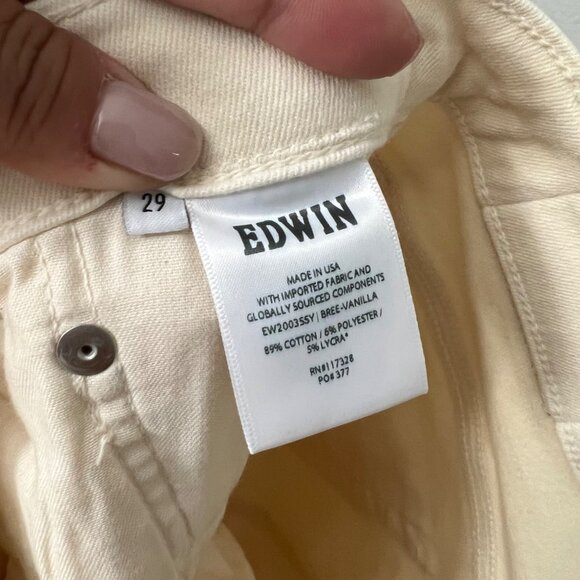 29
EDWIN
MADE IN USA
WITH IMPORTED FABRIC AND
GLOBALLY SOURCED COMPONENTS
EW2003SSY | BREE-VANILLA
89% COTTON / 6% POLYESTER /
5% LYCRA®
RN#117328
PO# 377